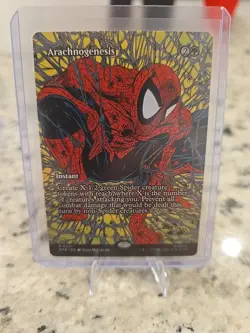 Arachnogenesis
2
Instant
Create X 1/2 green Spider creature
tokens with reach, where X is the number
of creatures attacking you. Prevent all
combat damage that would be dealt this
turn by non-Spider creatures.